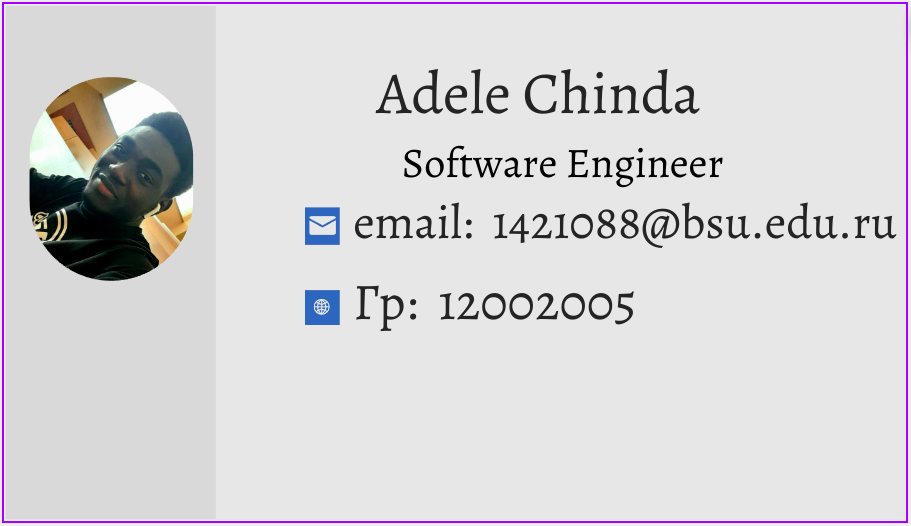 Adele Chinda
Software Engineer
email: 1421088@bsu.edu.ru
Гр: 12002005